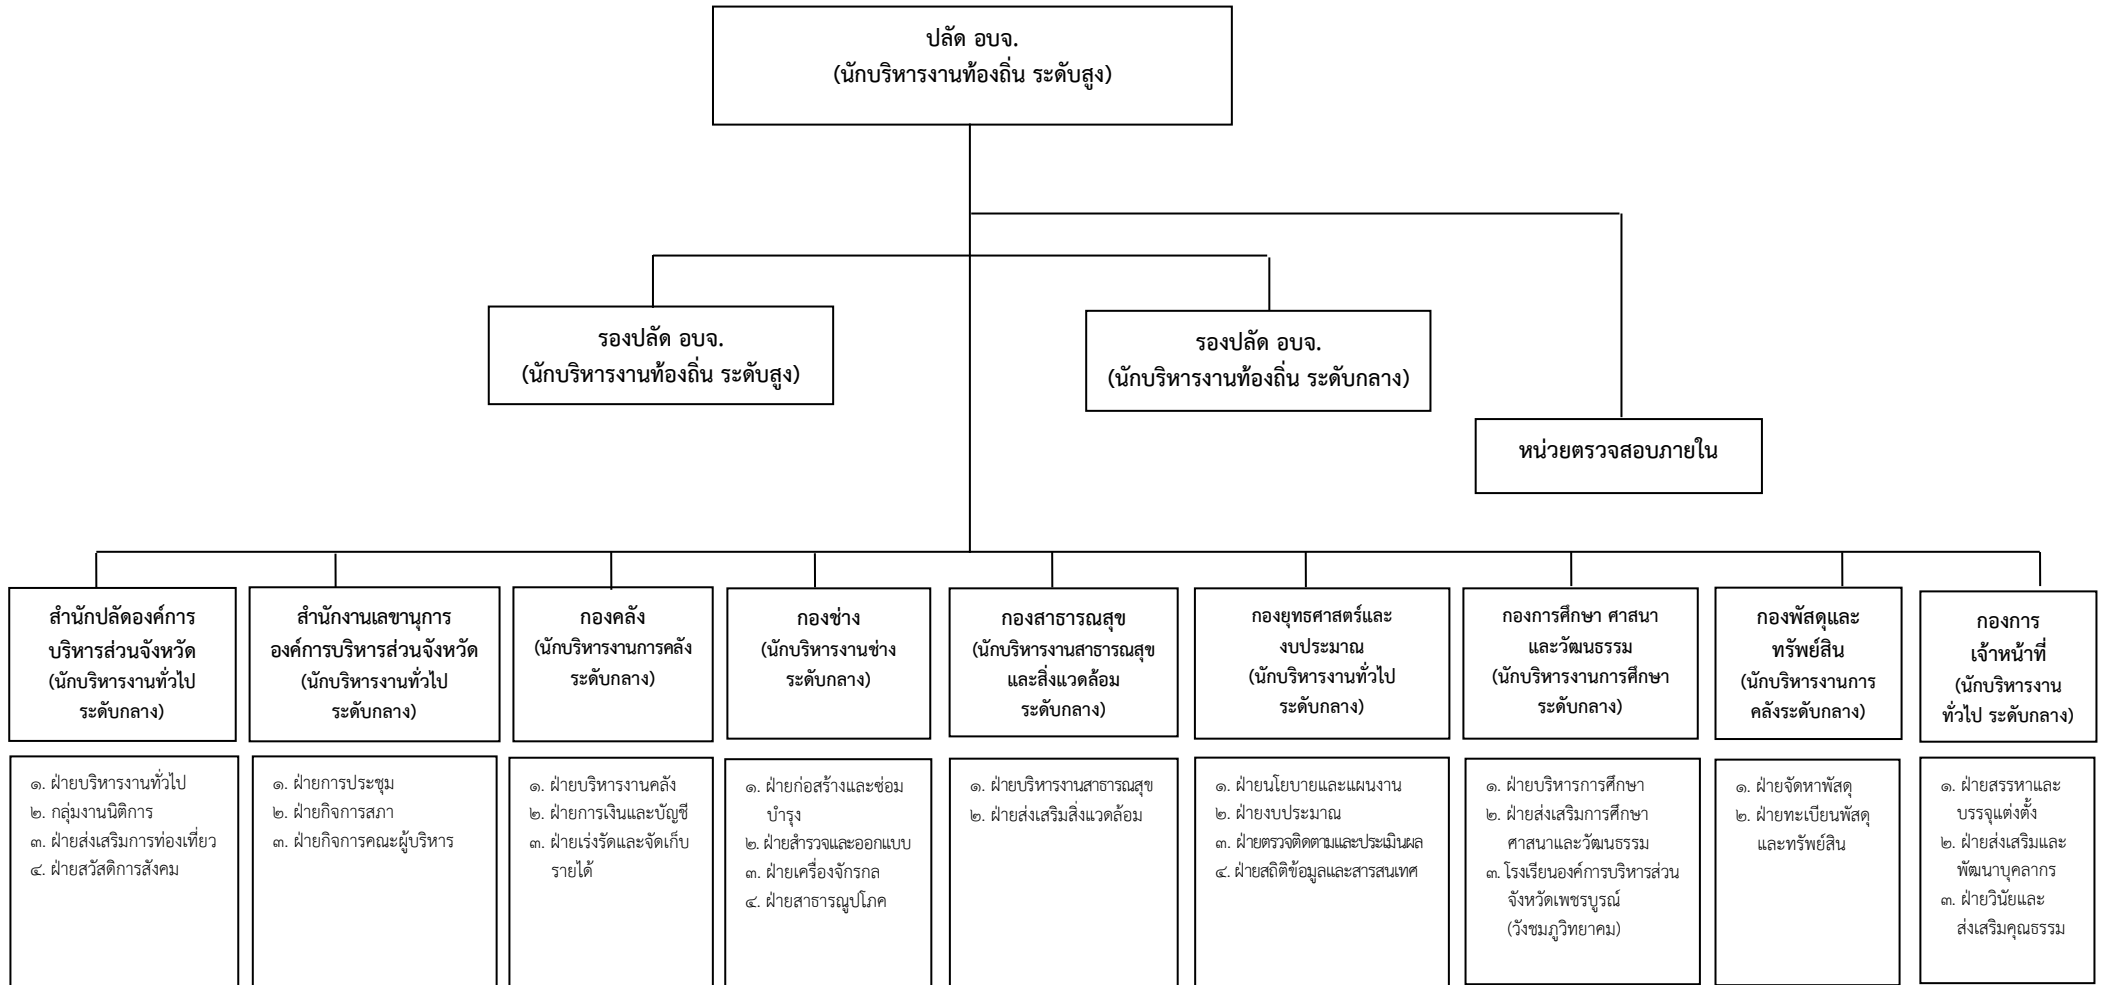 ปลัด อบจ.
(นักบริหารงานท้องถิ่น ระดับสูง)
รองปลัด อบจ.
(นักบริหารงานท้องถิ่น ระดับสูง)
รองปลัด อบจ.
(นักบริหารงานท้องถิ่น ระดับกลาง)
หน่วยตรวจสอบภายใน
สำนักปลัดองค์การ
บริหารส่วนจังหวัด
(นักบริหารงานทั่วไป
ระดับกลาง)
๑. ฝ่ายบริหารงานทั่วไป
๒. กลุ่มงานนิติการ
๓. ฝ่ายส่งเสริมการท่องเที่ยว
๔. ฝ่ายสวัสดิการสังคม
สำนักงานเลขานุการ
องค์การบริหารส่วนจังหวัด
(นักบริหารงานทั่วไป
ระดับกลาง)
๑. ฝ่ายการประชุม
๒. ฝ่ายกิจการสภา
๓. ฝ่ายกิจการคณะผู้บริหาร
กองคลัง
(นักบริหารงานการคลัง
ระดับกลาง)
๑. ฝ่ายบริหารงานคลัง
๒. ฝ่ายการเงินและบัญชี
๓. ฝ่ายเร่งรัดและจัดเก็บ
รายได้
กองช่าง
(นักบริหารงานช่าง
ระดับกลาง)
๑. ฝ่ายก่อสร้างและซ่อม
บำรุง
๒. ฝ่ายสำรวจและออกแบบ
๓. ฝ่ายเครื่องจักรกล
๔. ฝ่ายสาธารณูปโภค
กองสาธารณสุข
(นักบริหารงานสาธารณสุข
และสิ่งแวดล้อม
ระดับกลาง)
๑. ฝ่ายบริหารงานสาธารณสุข
๒. ฝ่ายส่งเสริมสิ่งแวดล้อม
กองยุทธศาสตร์และ
งบประมาณ
(นักบริหารงานทั่วไป
ระดับกลาง)
๑. ฝ่ายนโยบายและแผนงาน
๒. ฝ่ายงบประมาณ
๓. ฝ่ายตรวจติดตามและประเมินผล
๔. ฝ่ายสถิติข้อมูลและสารสนเทศ
กองการศึกษา ศาสนา
และวัฒนธรรม
(นักบริหารงานการศึกษา
ระดับกลาง)
๑. ฝ่ายบริหารการศึกษา
๒. ฝ่ายส่งเสริมการศึกษา
ศาสนาและวัฒนธรรม
๓. โรงเรียนองค์การบริหารส่วน
จังหวัดเพชรบูรณ์
(วังชมภูวิทยาคม)
กองพัสดุและ
ทรัพย์สิน
(นักบริหารงานการ
คลังระดับกลาง)
๑. ฝ่ายจัดหาพัสดุ
๒. ฝ่ายทะเบียนพัสดุ
และทรัพย์สิน
กองการ
เจ้าหน้าที่
(นักบริหารงาน
ทั่วไป ระดับกลาง)
๑. ฝ่ายสรรหาและ
บรรจุแต่งตั้ง
๒. ฝ่ายส่งเสริมและ
พัฒนาบุคลากร
๓. ฝ่ายวินัยและ
ส่งเสริมคุณธรรม